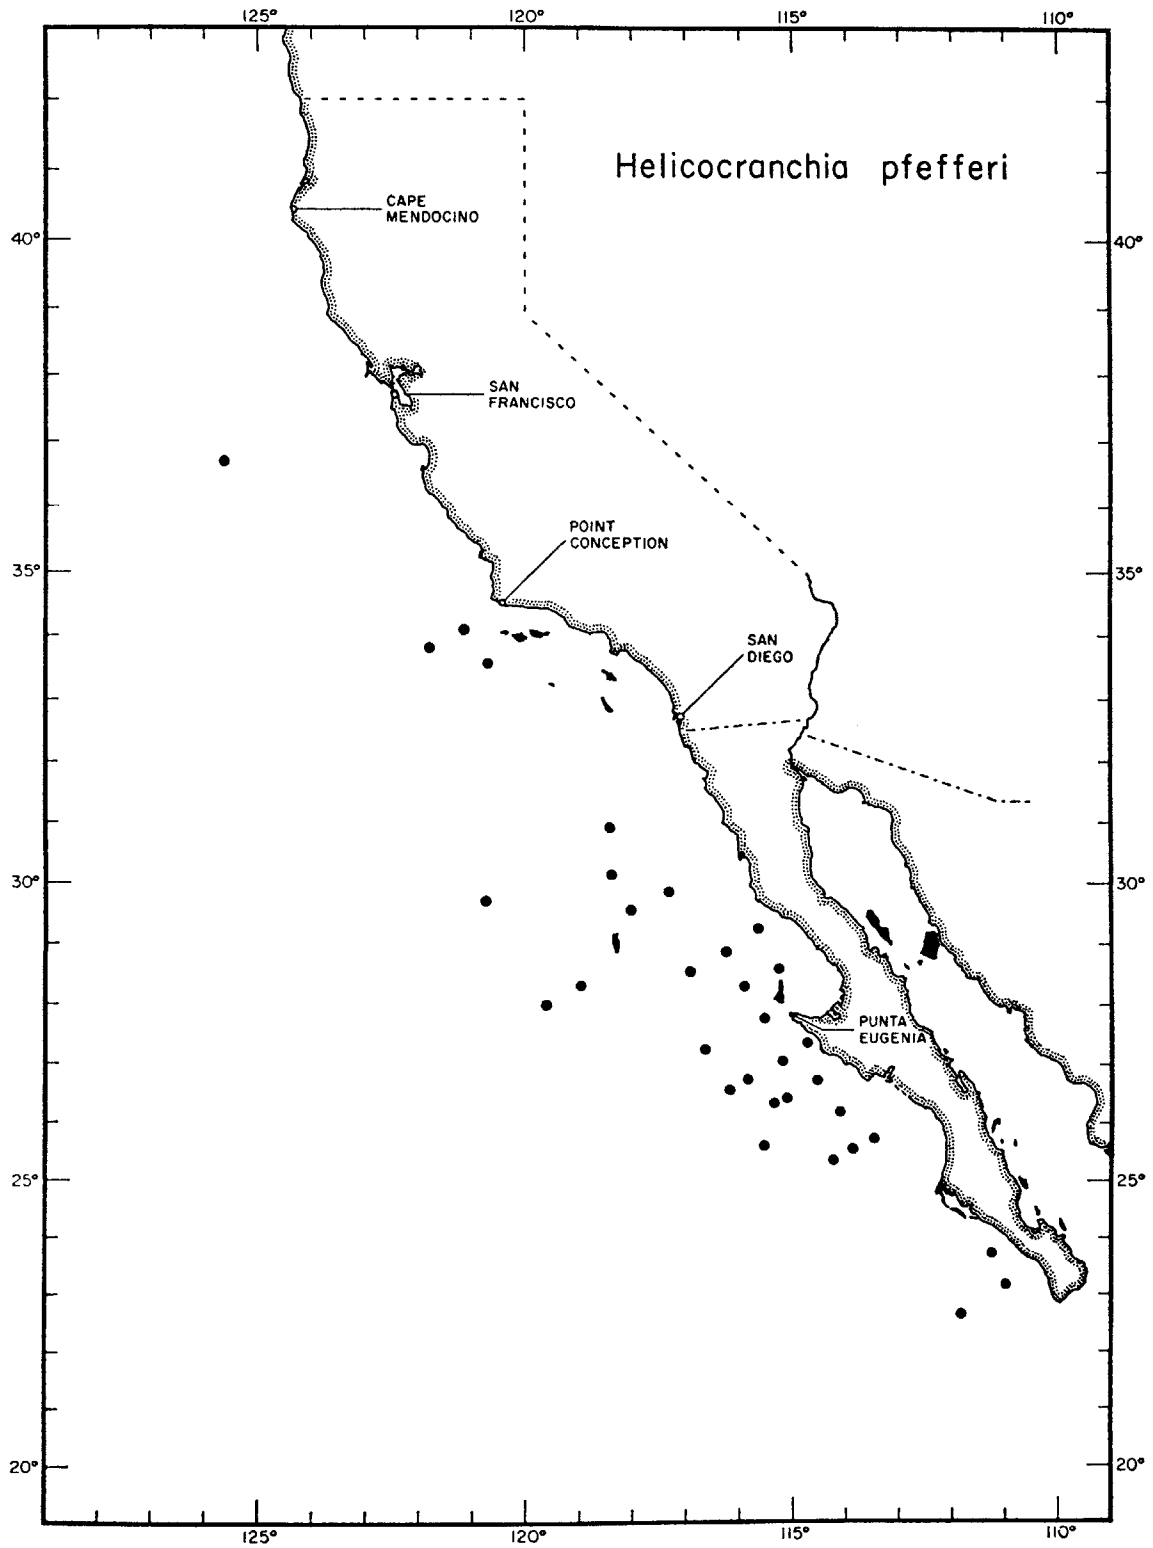 125° 120° 115° 110°
Helicocranchia pfefferi
CAPE
MENDOCINO
40° 40°
SAN
FRANCISCO
POINT
CONCEPTION
35° 35°
SAN
DIEGO
30° 30°
PUNTA
EUGENIA
25° 25°
20° 20°
125° 120° 115° 110°